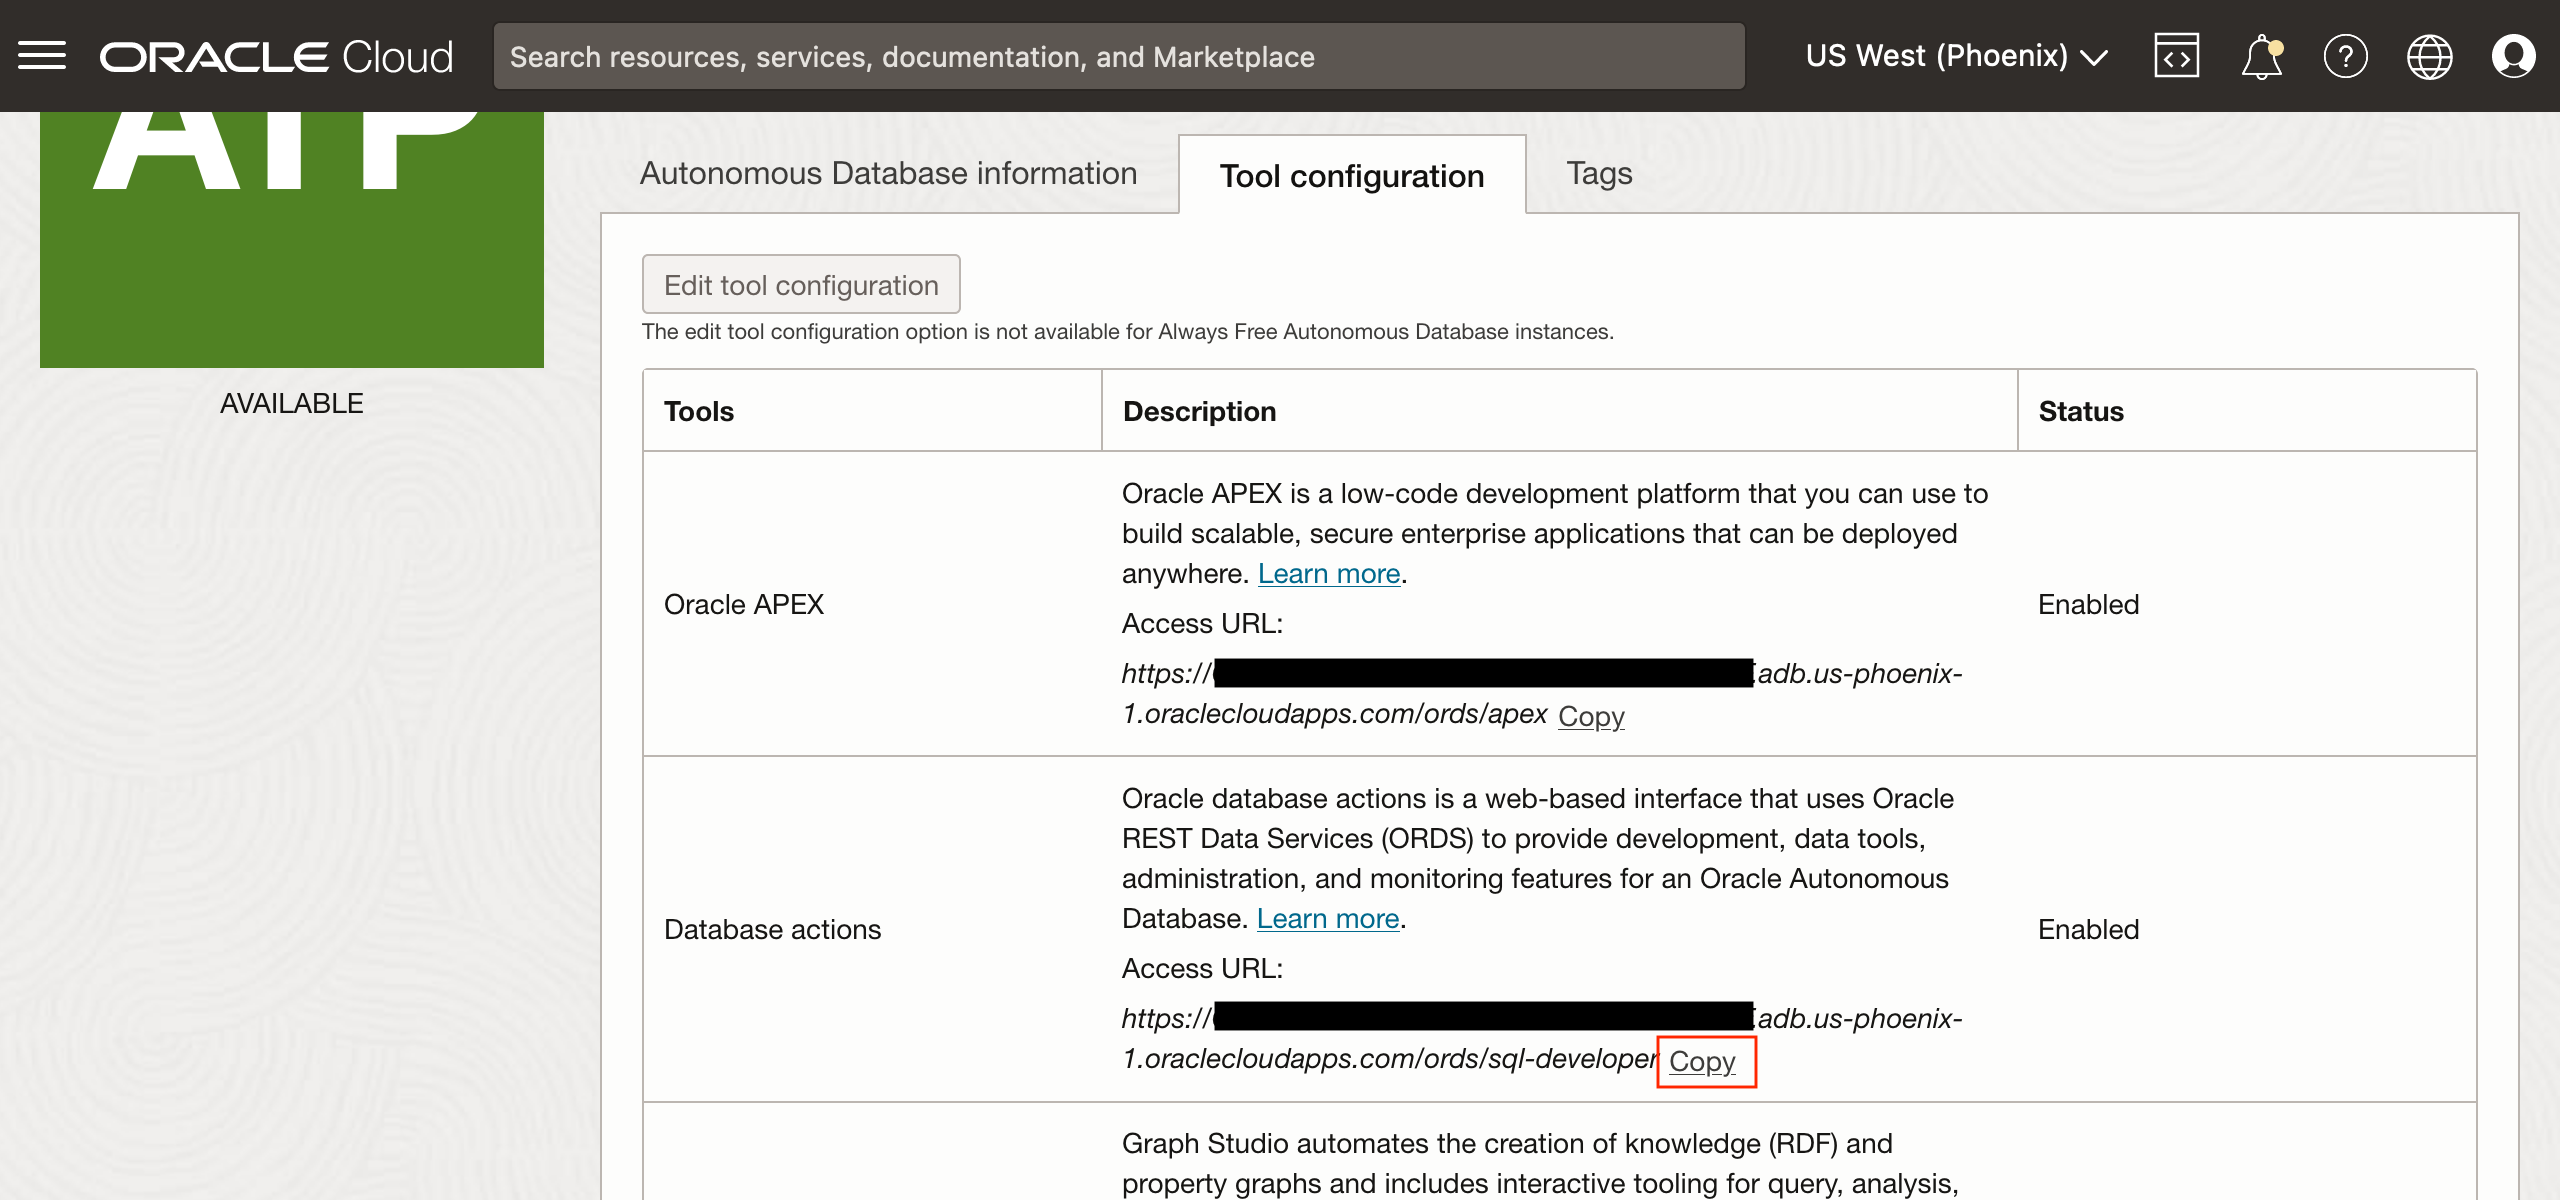 ORACLE Cloud
Search resources, services, documentation, and Marketplace
US West (Phoenix)
ATP
AVAILABLE
Autonomous Database information
Tool configuration
Tags
Edit tool configuration
The edit tool configuration option is not available for Always Free Autonomous Database instances.
Tools
Description
Status
Oracle APEX
Oracle APEX is a low-code development platform that you can use to
build scalable, secure enterprise applications that can be deployed
anywhere. Learn more.
Access URL:
https:// .adb.us-phoenix-
1.oraclecloudapps.com/ords/apex Copy
Enabled
Database actions
Oracle database actions is a web-based interface that uses Oracle
REST Data Services (ORDS) to provide development, data tools,
administration, and monitoring features for an Oracle Autonomous
Database. Learn more.
Access URL:
https:// .adb.us-phoenix-
1.oraclecloudapps.com/ords/sql-developer Copy
Enabled
Graph Studio automates the creation of knowledge (RDF) and
property graphs and includes interactive tooling for query, analysis,